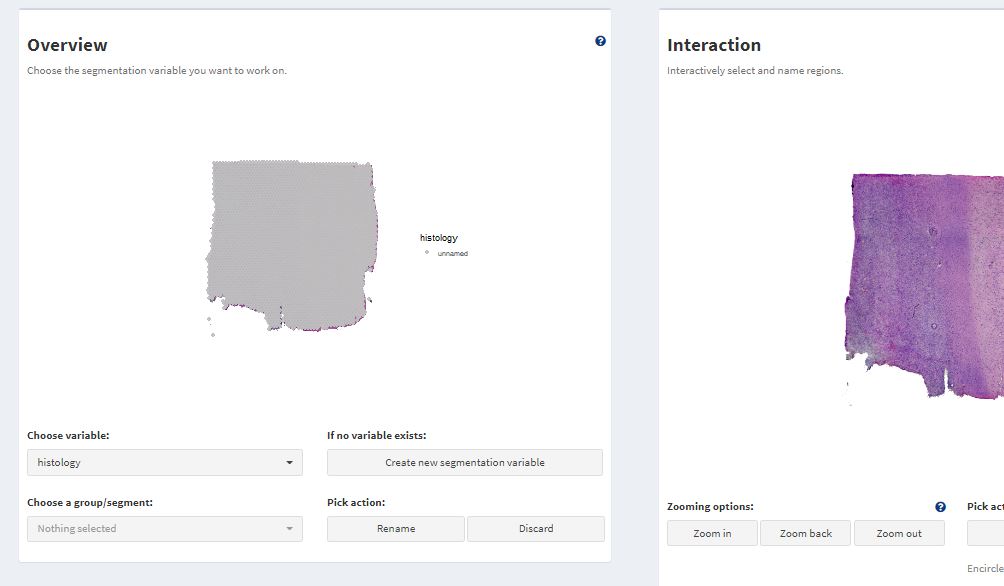 Overview
Choose the segmentation variable you want to work on.
histology
unnamed
Choose variable:
histology
If no variable exists:
Create new segmentation variable
Choose a group/segment:
Nothing selected
Pick action:
Rename
Discard
Interaction
Interactively select and name regions.
Zooming options:
Zoom in
Zoom back
Zoom out
Pick act
Encircle